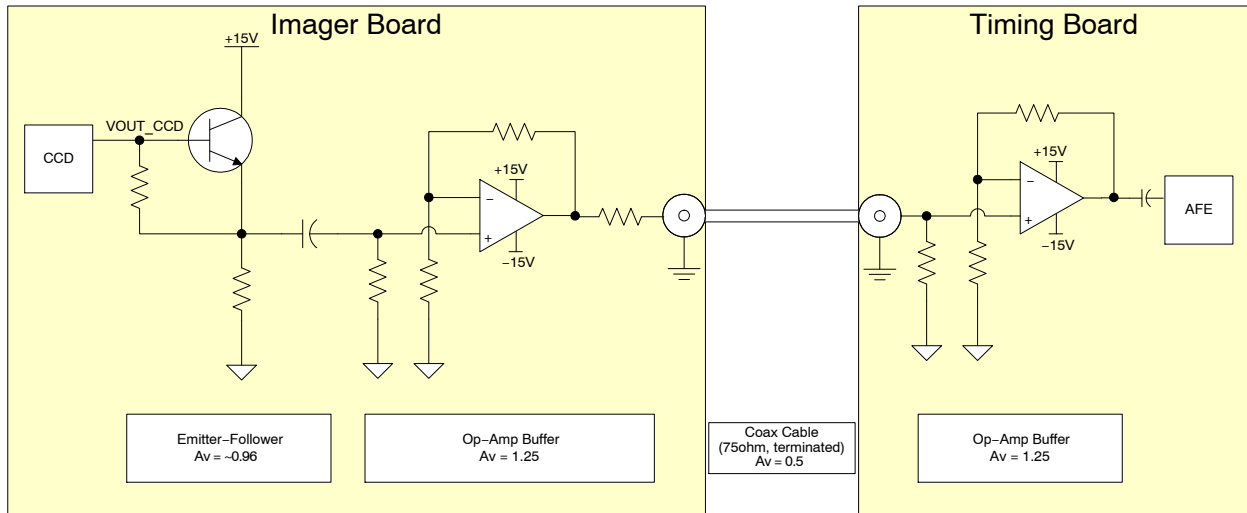 Imager Board
Timing Board
+15V
VOUT_CCD
CCD
+15V
−
+
−15V
+15V
−
+
−15V
AFE
Emitter−Follower
Av = ~0.96
Op−Amp Buffer
Av = 1.25
Coax Cable
(75ohm, terminated)
Av = 0.5
Op−Amp Buffer
Av = 1.25